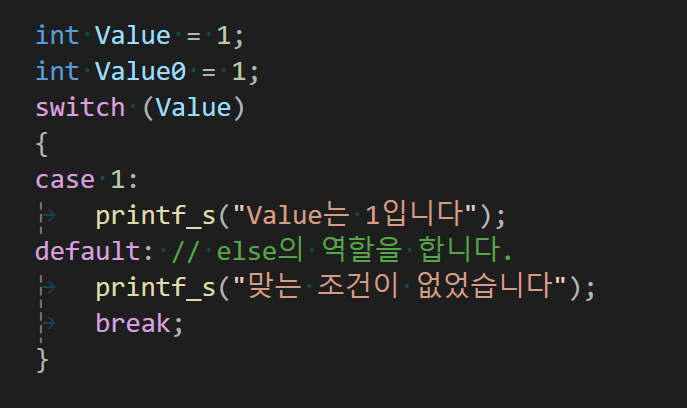 int Value = 1;
int Value0 = 1;
switch (Value)
{
case 1:
    printf_s("Value는 1입니다");
default: // else의 역할을 합니다.
    printf_s("맞는 조건이 없었습니다");
    break;
}